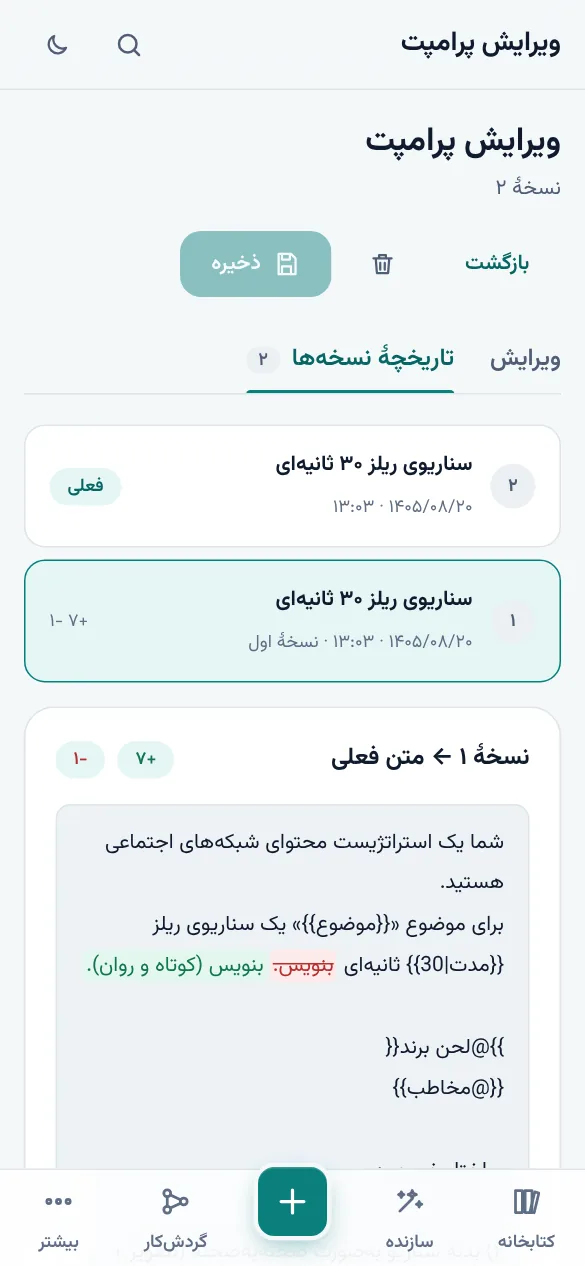 ویرایش پرامپت
ویرایش پرامپت
نسخهٔ ۲
بازگشت
ذخیره
ویرایش
تاریخچهٔ نسخه‌ها ۲
۲
سناریوی ریلز ۳۰ ثانیه‌ای
۱۴۰۵/۰۸/۲۰ · ۱۳:۰۳
فعلی
۱
سناریوی ریلز ۳۰ ثانیه‌ای
۱۴۰۵/۰۸/۲۰ · ۱۳:۰۳ · نسخهٔ اول
+۷ -۱
نسخهٔ ۱ ← متن فعلی
+۷
-۱
شما یک استراتژیست محتوای شبکه‌های اجتماعی
هستید.
برای موضوع «{{موضوع}}» یک سناریوی ریلز
{{مدت|30}} ثانیه‌ای بنویس. بنویس (کوتاه و روان).
{{@لحن برند}}
{{@مخاطب}}
کتابخانه
سازنده
گردش‌کار
بیشتر